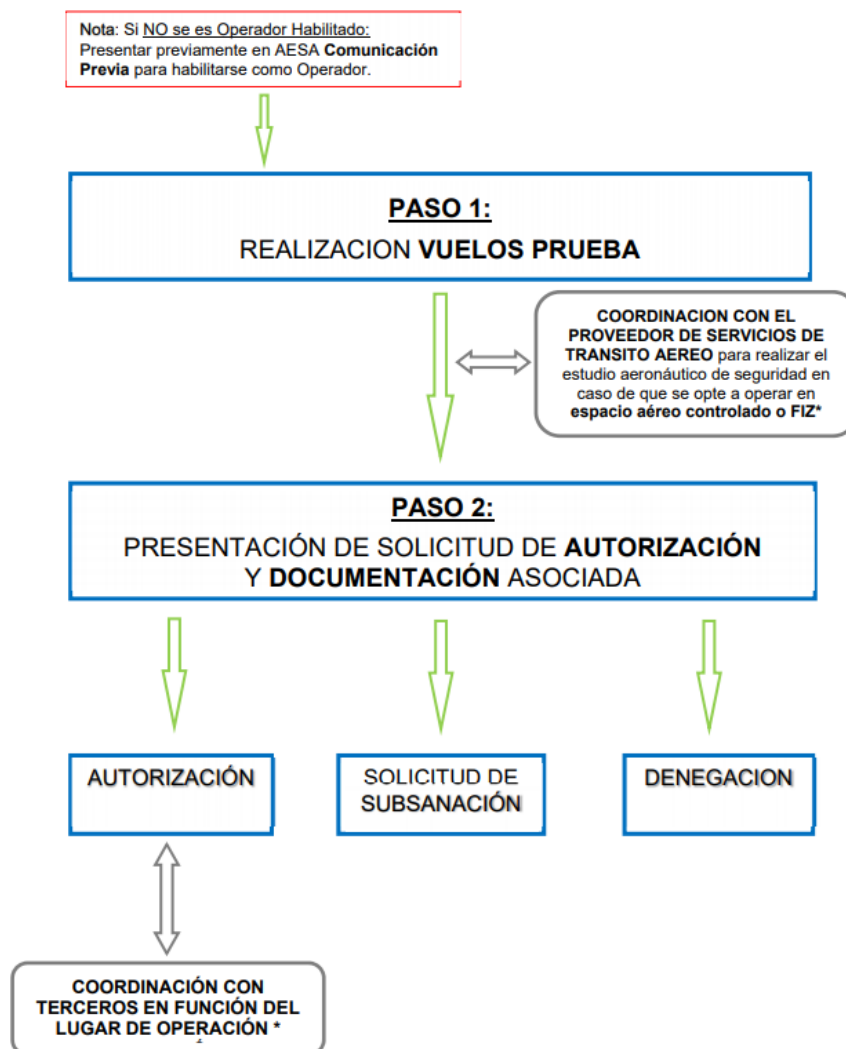 Nota: Si NO se es Operador Habilitado:
Presentar previamente en AESA Comunicación
Previa para habilitarse como Operador.
PASO 1:
REALIZACION VUELOS PRUEBA
COORDINACION CON EL
PROVEEDOR DE SERVICIOS DE
TRANSITO AEREO para realizar el
estudio aeronáutico de seguridad en
caso de que se opte a operar en
espacio aéreo controlado o FIZ*
PASO 2:
PRESENTACIÓN DE SOLICITUD DE AUTORIZACIÓN
Y DOCUMENTACIÓN ASOCIADA
AUTORIZACIÓN
SOLICITUD DE
SUBSANACIÓN
DENEGACION
COORDINACIÓN CON
TERCEROS EN FUNCIÓN DEL
LUGAR DE OPERACIÓN *